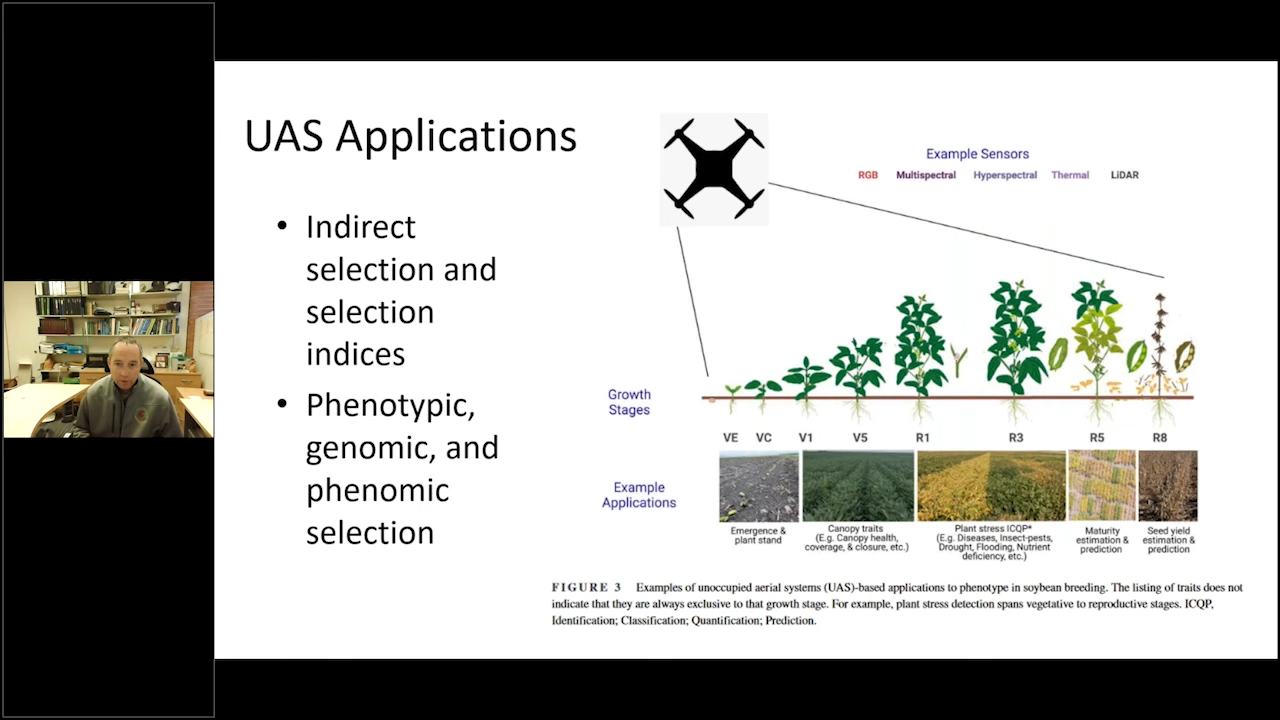 UAS Applications
• Indirect
selection and
selection
indices
• Phenotypic,
genomic, and
phenomic
selection
Example Sensors
RGB Multispectral Hyperspectral Thermal LiDAR
Growth
Stages
VE VC V1 V5 R1 R3 R5 R8
Example
Applications
Emergence &
plant stand
Canopy traits
(E.g. Canopy health,
coverage, & closure, etc.)
Plant stress ICQP*
(E.g. Diseases, Insect-pests,
Drought, Flooding, Nutrient
deficiency, etc.)
Maturity
estimation &
prediction
Seed yield
estimation &
prediction
FIGURE 3 Examples of unoccupied aerial systems (UAS)-based applications to phenotype in soybean breeding. The listing of traits does not
indicate that they are always exclusive to that growth stage. For example, plant stress detection spans vegetative to reproductive stages. ICQP,
Identification; Classification; Quantification; Prediction.